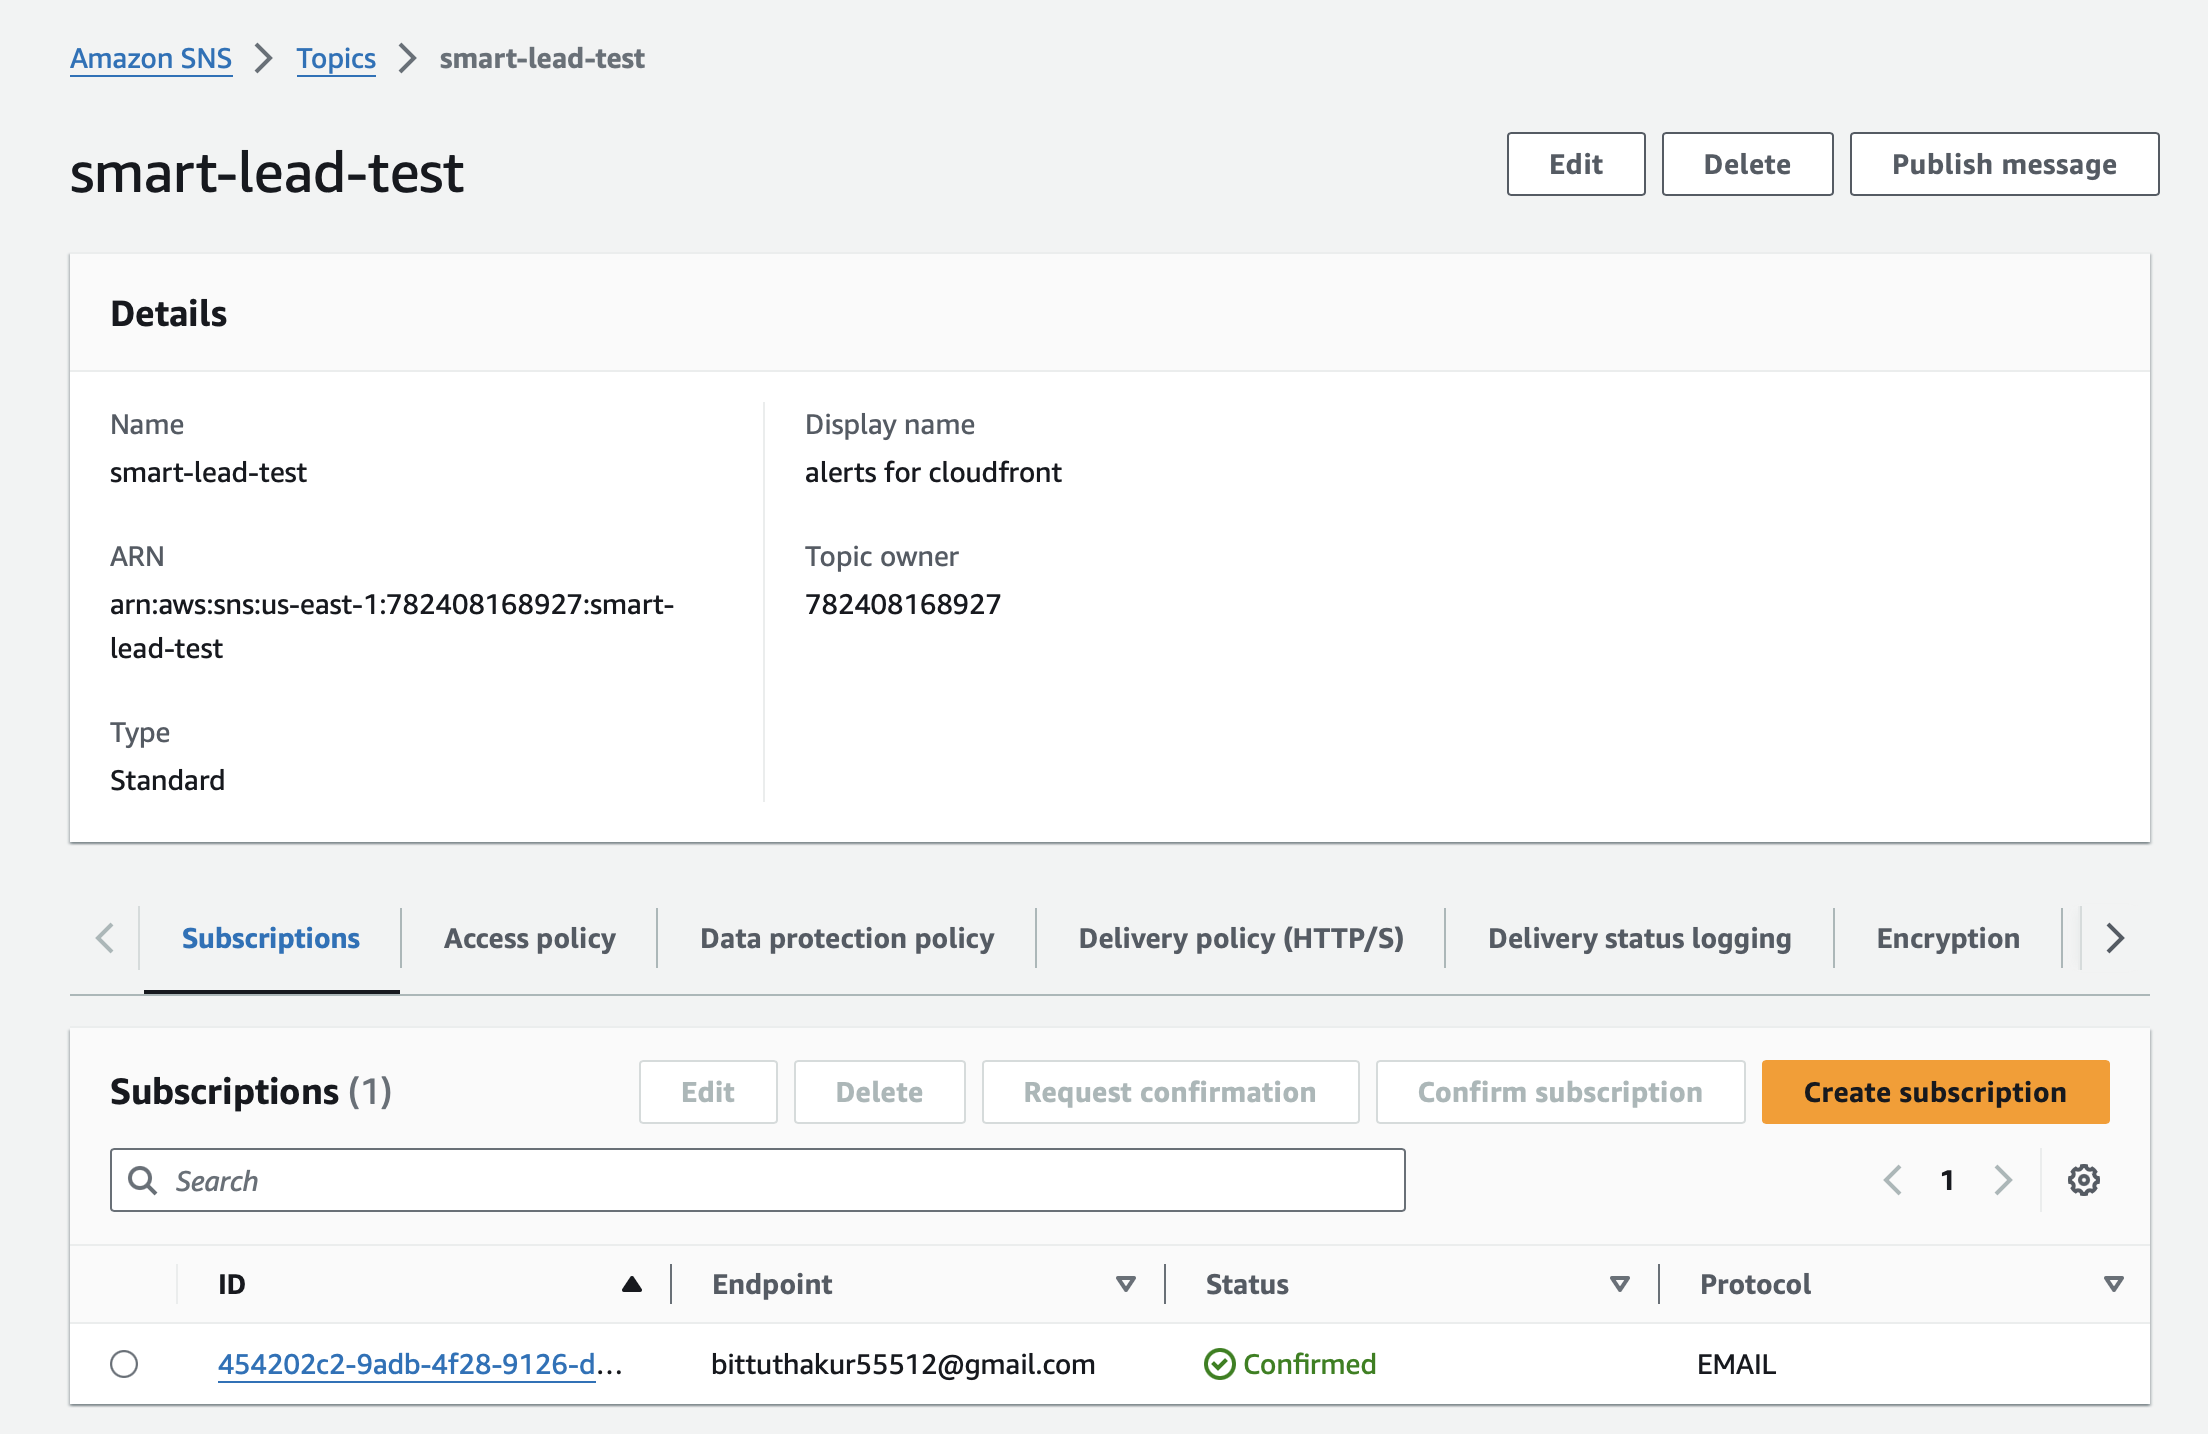 Amazon SNS > Topics > smart-lead-test
smart-lead-test
Edit
Delete
Publish message
Details
Name
smart-lead-test
ARN
arn:aws:sns:us-east-1:782408168927:smart-
lead-test
Type
Standard
Display name
alerts for cloudfront
Topic owner
782408168927
Subscriptions
Access policy
Data protection policy
Delivery policy (HTTP/S)
Delivery status logging
Encryption
Subscriptions (1)
Edit
Delete
Request confirmation
Confirm subscription
Create subscription
Search
1
ID
Endpoint
Status
Protocol
454202c2-9adb-4f28-9126-d...
bittuthakur55512@gmail.com
Confirmed
EMAIL